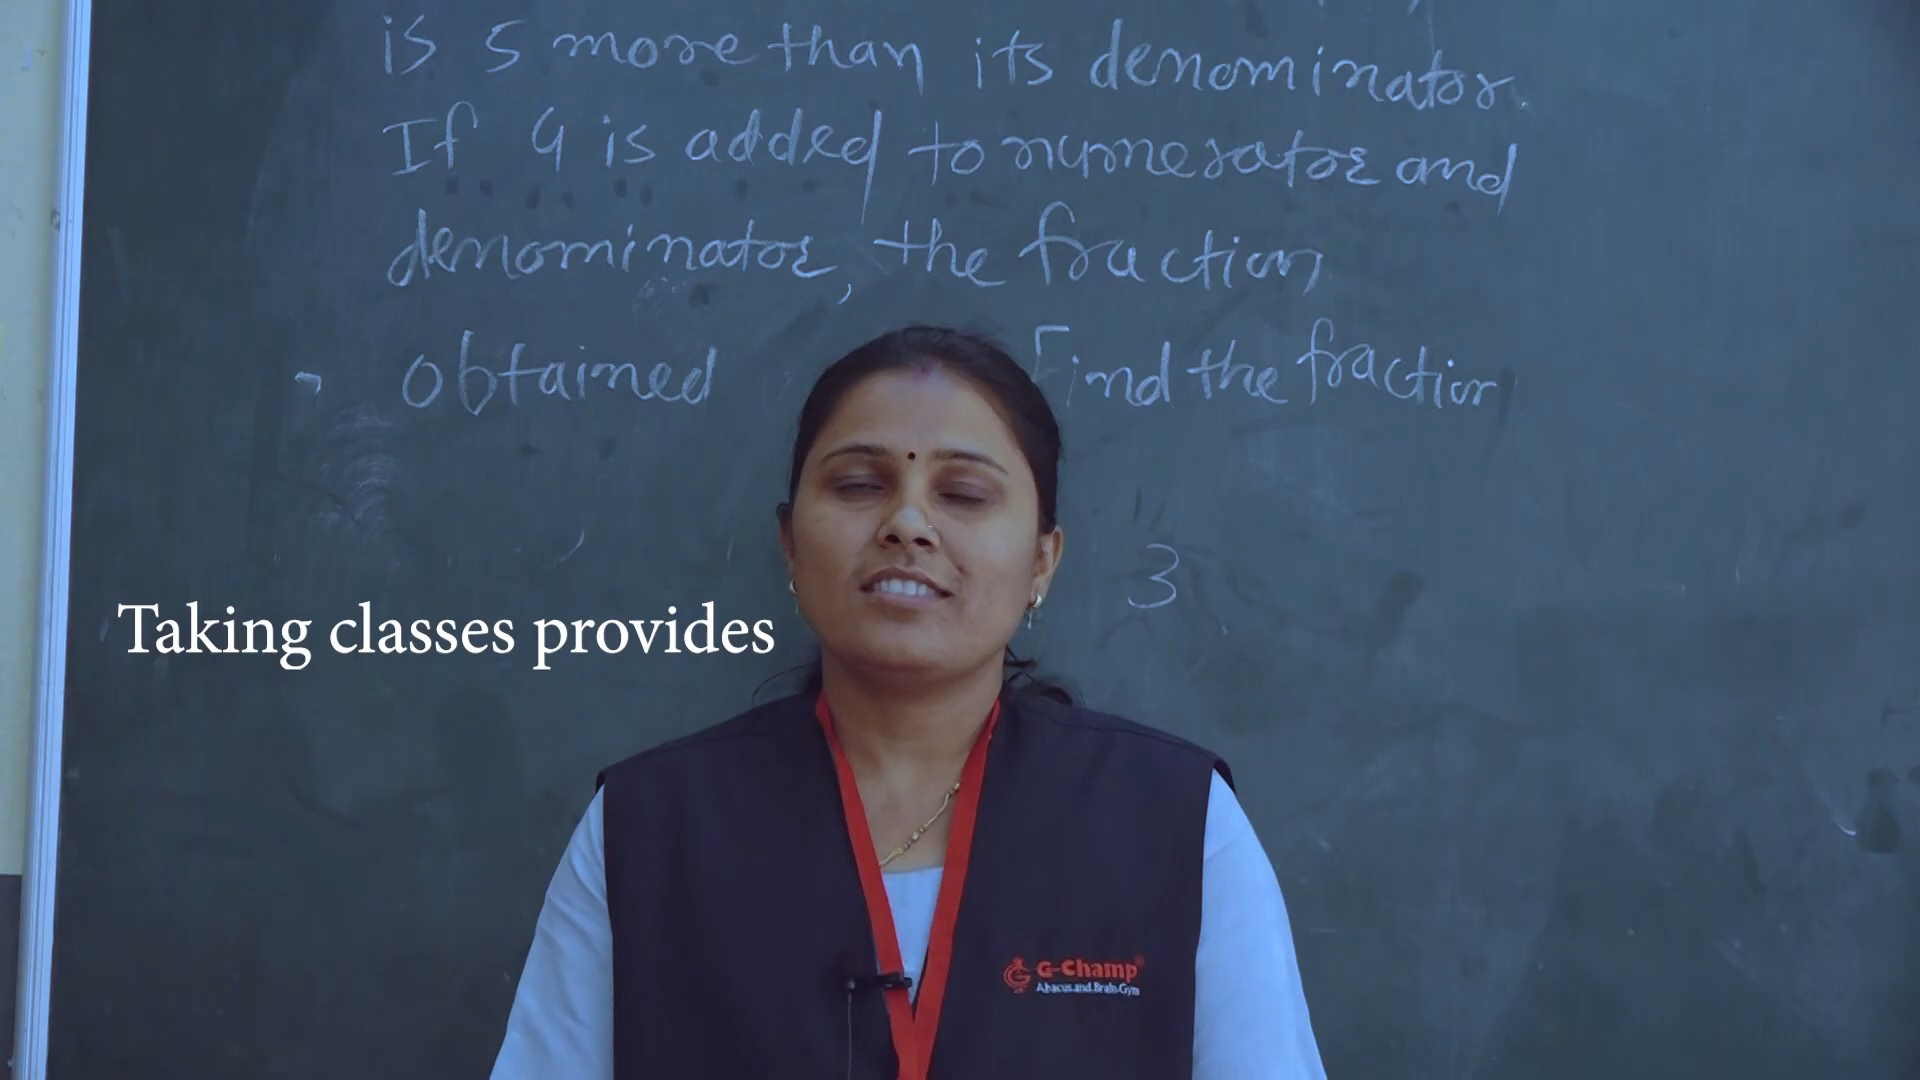 is 5 more than its denominator.
If 4 is added to numerator and
denominator, the fraction
obtained Find the fraction
3
Taking classes provides
G-Champ
Abacus and Brain Gym